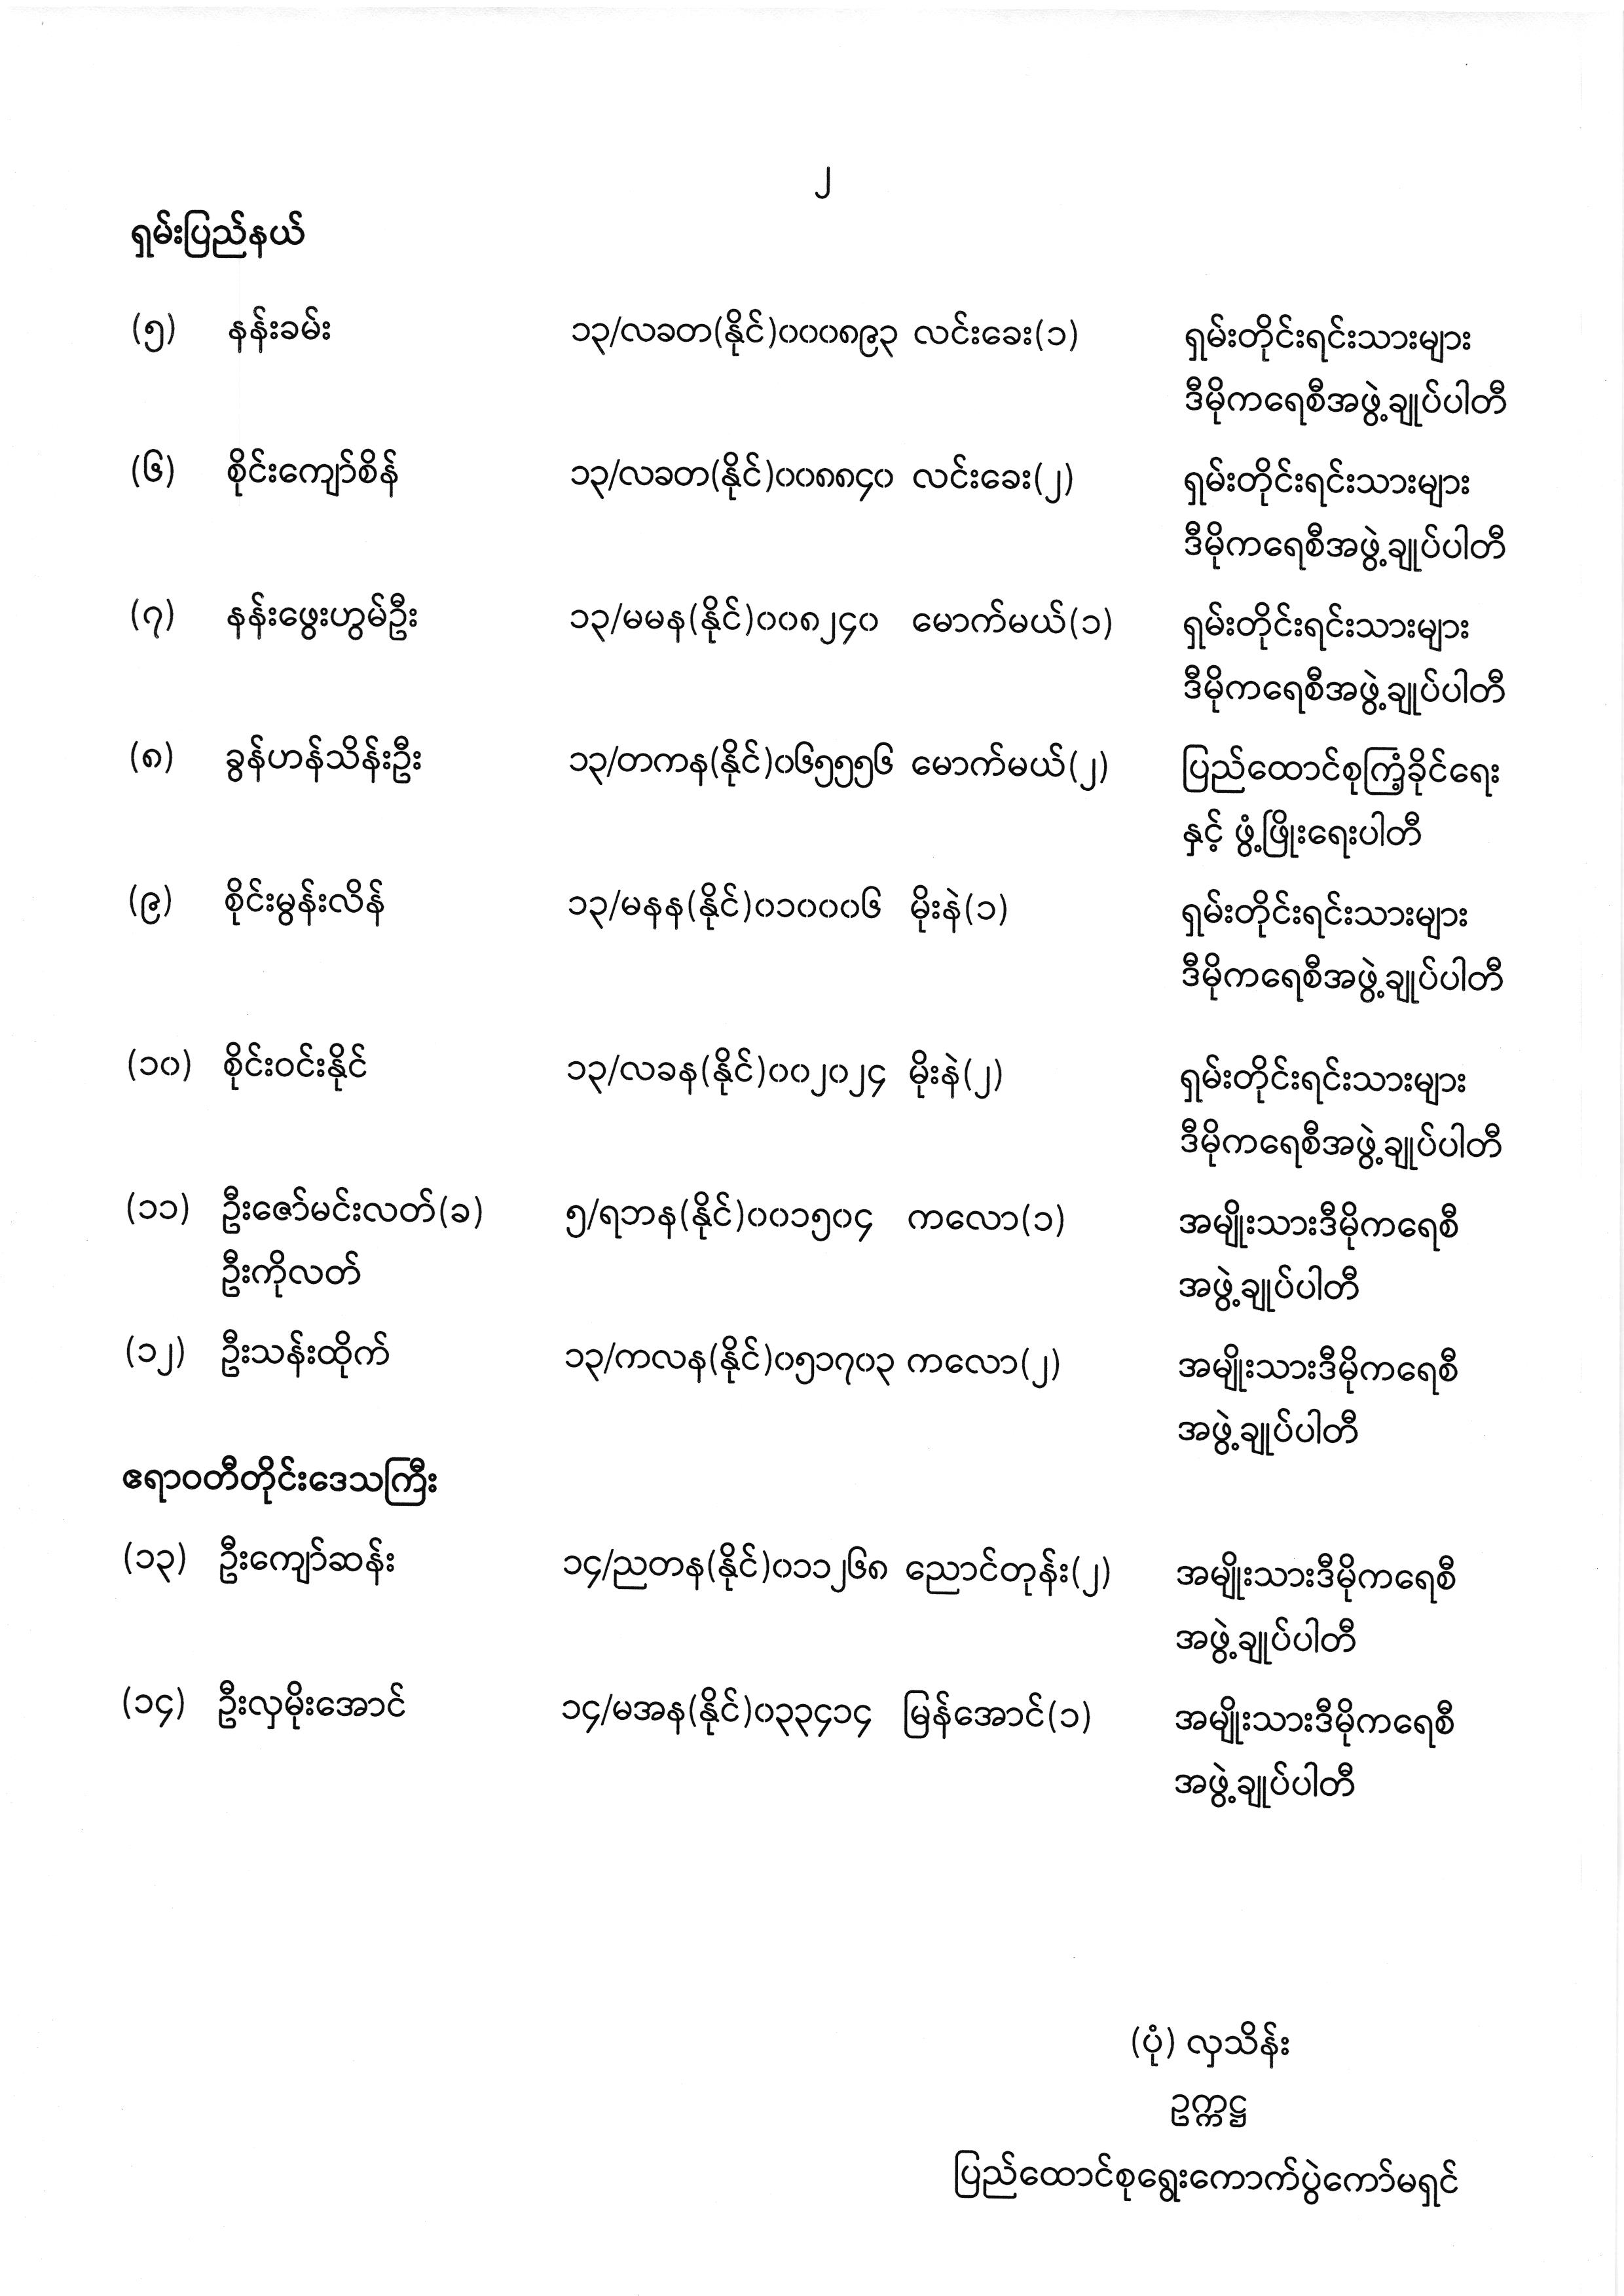 ၂
ရှမ်းပြည်နယ်
(၅) နန်းခမ်း ၁၃/လခတ(နိုင်)၀၀၀၈၉၃ လင်းခေး(၁) ရှမ်းတိုင်းရင်းသားများ
ဒီမိုကရေစီအဖွဲ့ချုပ်ပါတီ
(၆) စိုင်းကျော်စိန် ၁၃/လခတ(နိုင်)၀၀၈၈၄၀ လင်းခေး(၂) ရှမ်းတိုင်းရင်းသားများ
ဒီမိုကရေစီအဖွဲ့ချုပ်ပါတီ
(၇) နန်းဖွေးဟွမ်ဦး ၁၃/မမန(နိုင်)၀၀၈၂၄၀ မောက်မယ်(၁) ရှမ်းတိုင်းရင်းသားများ
ဒီမိုကရေစီအဖွဲ့ချုပ်ပါတီ
(၈) ခွန်ဟန်သိန်းဦး ၁၃/တကန(နိုင်)၀၆၅၅၅၆ မောက်မယ်(၂) ပြည်ထောင်စုကြံ့ခိုင်ရေး
နှင့် ဖွံ့ဖြိုးရေးပါတီ
(၉) စိုင်းမွန်းလိန် ၁၃/မနန(နိုင်)၀၁၀၀၀၆ မိုးနဲ(၁) ရှမ်းတိုင်းရင်းသားများ
ဒီမိုကရေစီအဖွဲ့ချုပ်ပါတီ
(၁၀) စိုင်းဝင်းနိုင် ၁၃/လခန(နိုင်)၀၀၂၀၂၄ မိုးနဲ(၂) ရှမ်းတိုင်းရင်းသားများ
ဒီမိုကရေစီအဖွဲ့ချုပ်ပါတီ
(၁၁) ဦးဇော်မင်းလတ်(ခ) ၅/ရဘန(နိုင်)၀၀၁၅၀၄ ကလော(၁) အမျိုးသားဒီမိုကရေစီ
ဦးကိုလတ် အဖွဲ့ချုပ်ပါတီ
(၁၂) ဦးသန်းထိုက် ၁၃/ကလန(နိုင်)၀၅၁၇၀၃ ကလော(၂) အမျိုးသားဒီမိုကရေစီ
အဖွဲ့ချုပ်ပါတီ
ဧရာဝတီတိုင်းဒေသကြီး
(၁၃) ဦးကျော်ဆန်း ၁၄/ညတန(နိုင်)၀၁၁၂၆၈ ညောင်တုန်း(၂) အမျိုးသားဒီမိုကရေစီ
အဖွဲ့ချုပ်ပါတီ
(၁၄) ဦးလှမိုးအောင် ၁၄/မအန(နိုင်)၀၃၃၄၁၄ မြန်အောင်(၁) အမျိုးသားဒီမိုကရေစီ
အဖွဲ့ချုပ်ပါတီ
(ပုံ) လှသိန်း
ဥက္ကဋ္ဌ
ပြည်ထောင်စုရွေးကောက်ပွဲကော်မရှင်